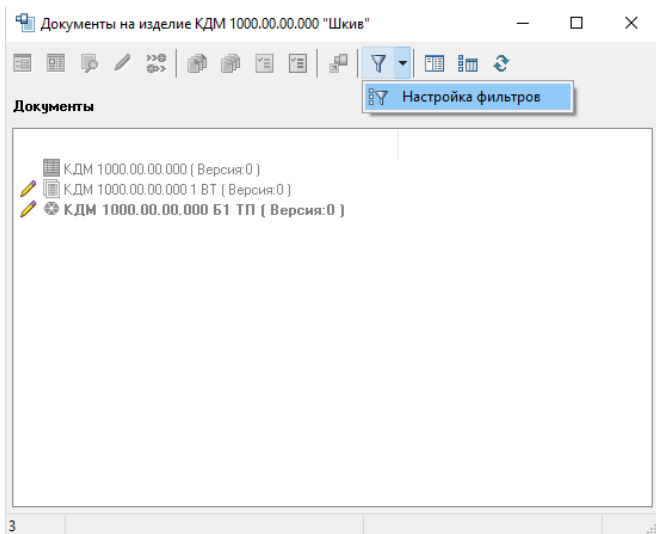 Документы на изделие КДМ 1000.00.00.000 "Шкив"
Настройка фильтров
Документы
КДМ 1000.00.00.000 ( Версия:0 )
КДМ 1000.00.00.000 1 ВТ ( Версия:0 )
КДМ 1000.00.00.000 Б1 ТП ( Версия:0 )
3